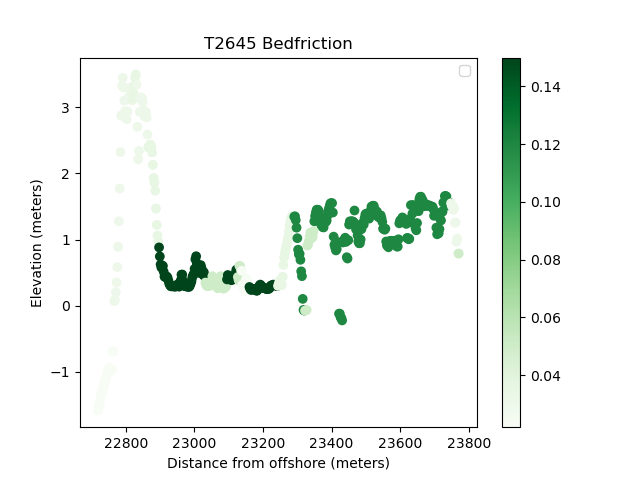 T2645 Bedfriction
3
2
1
0
−1
Elevation (meters)
22800 23000 23200 23400 23600 23800
Distance from offshore (meters)
0.14
0.12
0.10
0.08
0.06
0.04